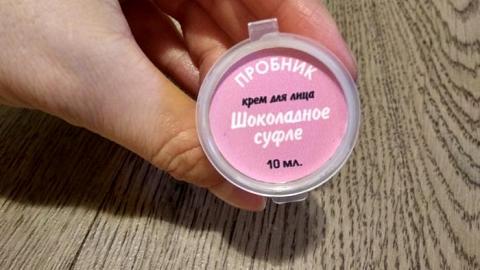 ПРОБНИК
крем для лица
Шоколадное
суфле
10 мл.